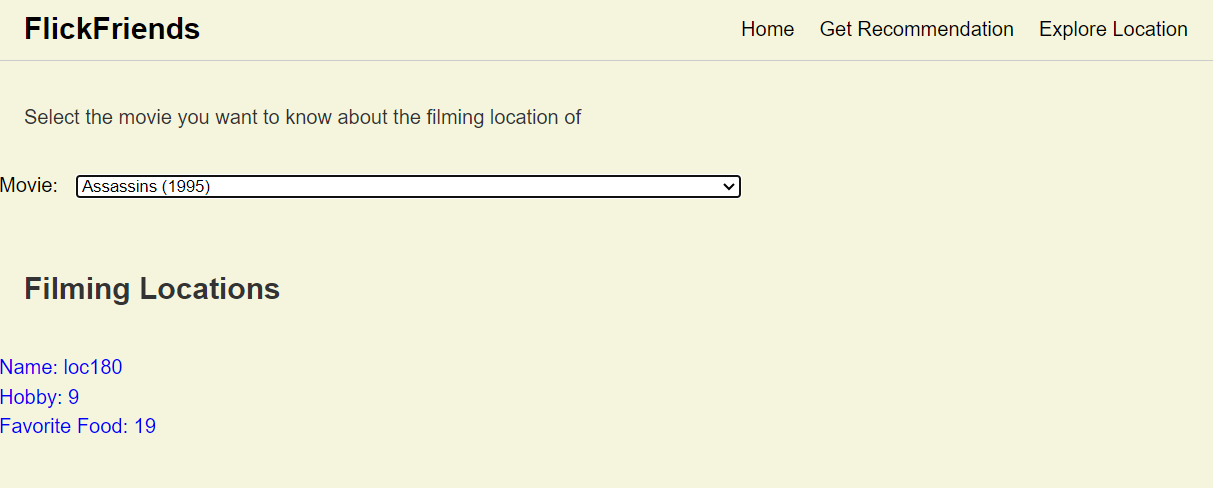 FlickFriends
Home Get Recommendation Explore Location
Select the movie you want to know about the filming location of
Movie: Assassins (1995)
Filming Locations
Name: loc180
Hobby: 9
Favorite Food: 19